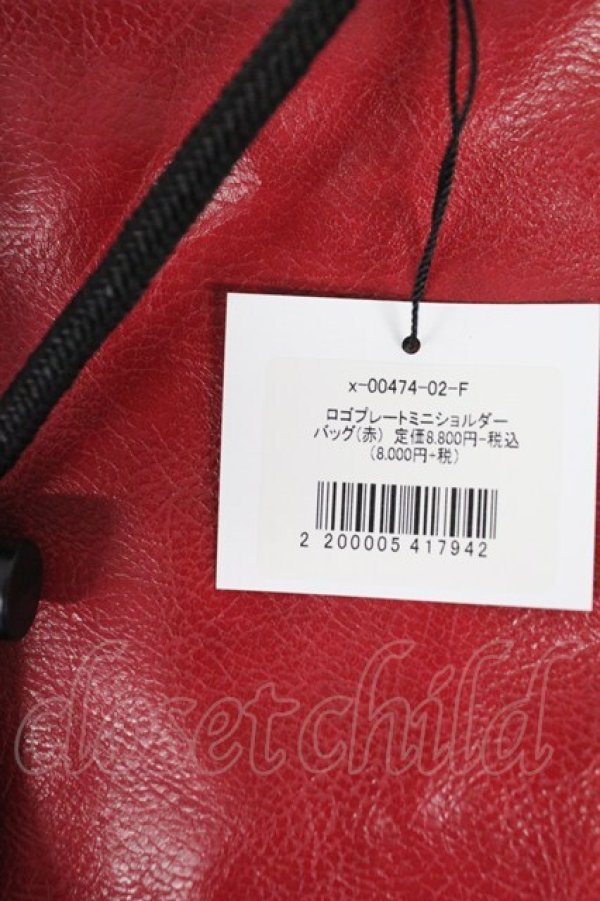 x-00474-02-F
ロゴプレートミニショルダー
バッグ(赤) 定価8.800円-税込
(8.000円+税)
2 200005 417942
closetchild